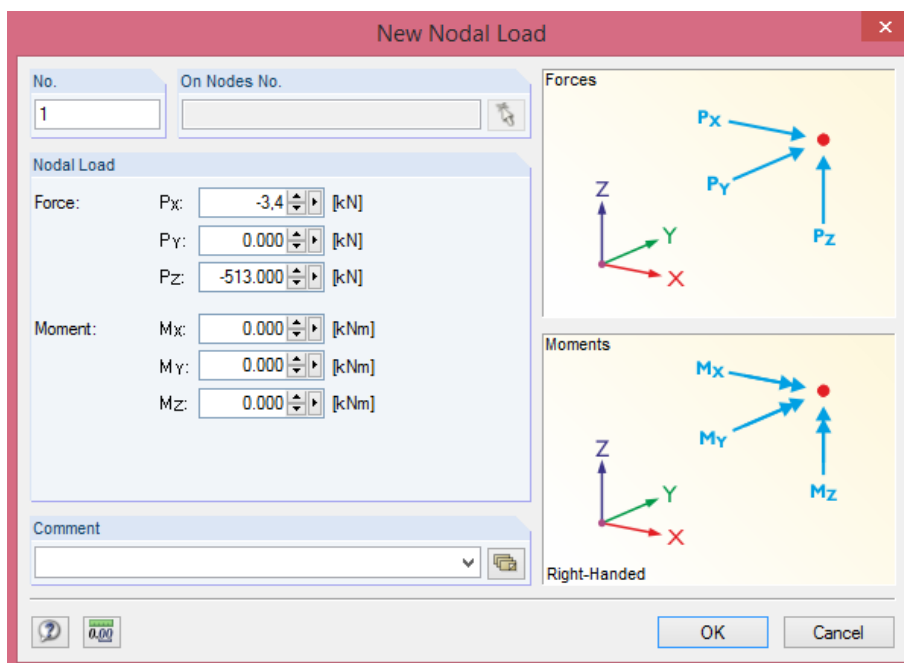 New Nodal Load
No.
On Nodes No.
1
Nodal Load
Force:
PX:
-3,4
[kN]
PY:
0.000
[kN]
PZ:
-513.000
[kN]
Moment:
MX:
0.000
[kNm]
MY:
0.000
[kNm]
MZ:
0.000
[kNm]
Comment
Forces
PX
PY
PZ
Z
Y
X
Moments
MX
MY
MZ
Z
Y
X
Right-Handed
0.00
OK
Cancel